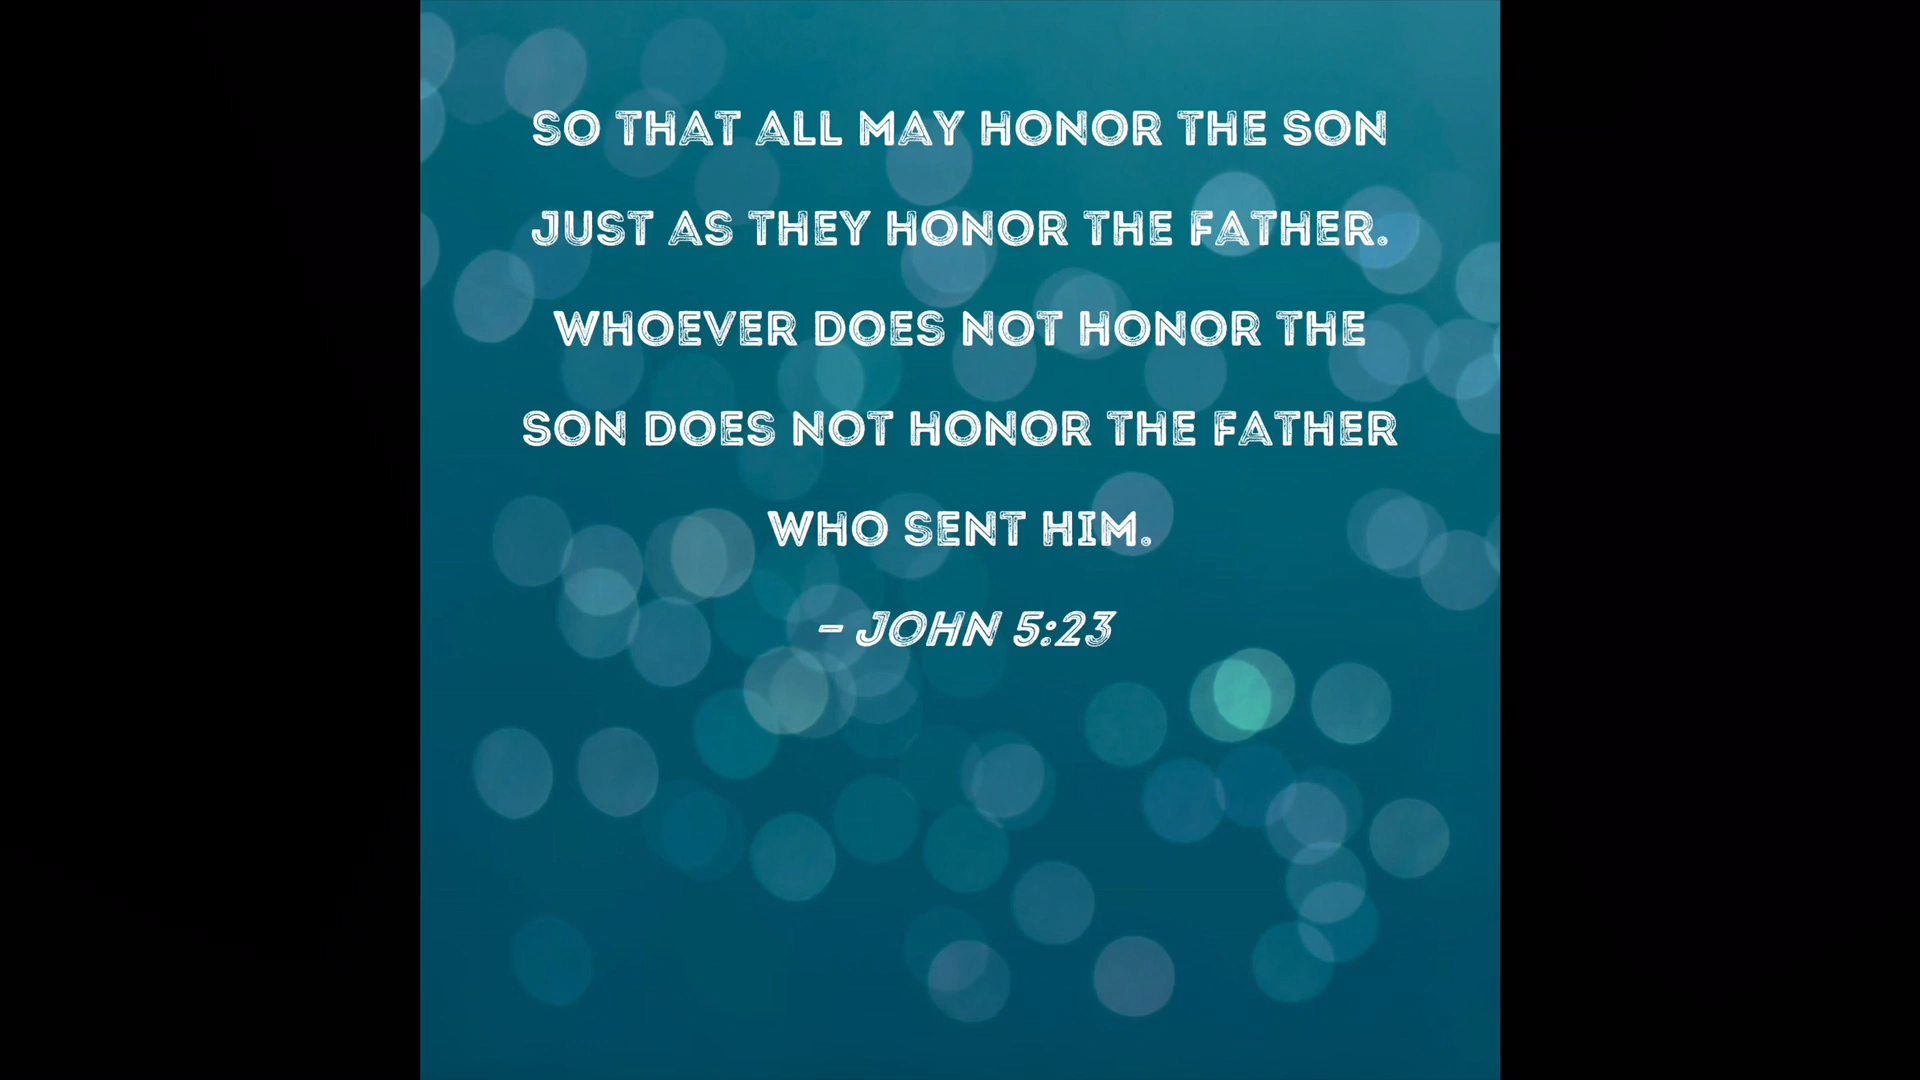 SO THAT ALL MAY HONOR THE SON
JUST AS THEY HONOR THE FATHER.
WHOEVER DOES NOT HONOR THE
SON DOES NOT HONOR THE FATHER
WHO SENT HIM.
- JOHN 5:23